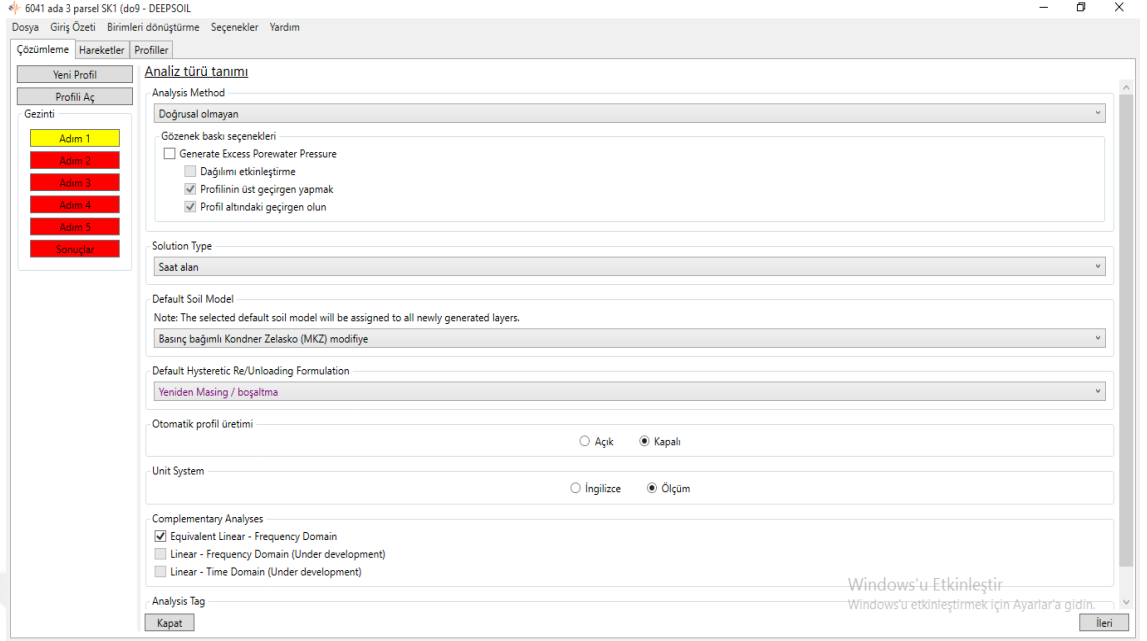 6041 ada 3 parsel SK1 (do9 - DEEPSOIL
Dosya Giriş Özeti Birimleri dönüştürme Seçenekler Yardım
Çözümleme Hareketler Profiller
Yeni Profil
Profili Aç
Gezinti
Adım 1
Adım 2
Adım 3
Adım 4
Adım 5
Sonuçlar
Analiz türü tanımı
Analysis Method
Doğrusal olmayan
Gözenek baskı seçenekleri
Generate Excess Porewater Pressure
Dağılımı etkinleştirme
Profilinin üst geçirgen yapmak
Profil altındaki geçirgen olun
Solution Type
Saat alan
Default Soil Model
Note: The selected default soil model will be assigned to all newly generated layers.
Basınç bağımlı Kondner Zelasko (MKZ) modifiye
Default Hysteretic Re/Unloading Formulation
Yeniden Masing / boşaltma
Otomatik profil üretimi
Açık Kapalı
Unit System
İngilizce Ölçüm
Complementary Analyses
Equivalent Linear - Frequency Domain
Linear - Frequency Domain (Under development)
Linear - Time Domain (Under development)
Analysis Tag
Windows'u Etkinleştir
Windows'u etkinleştirmek için Ayarlar'a gidin.
Kapat İleri